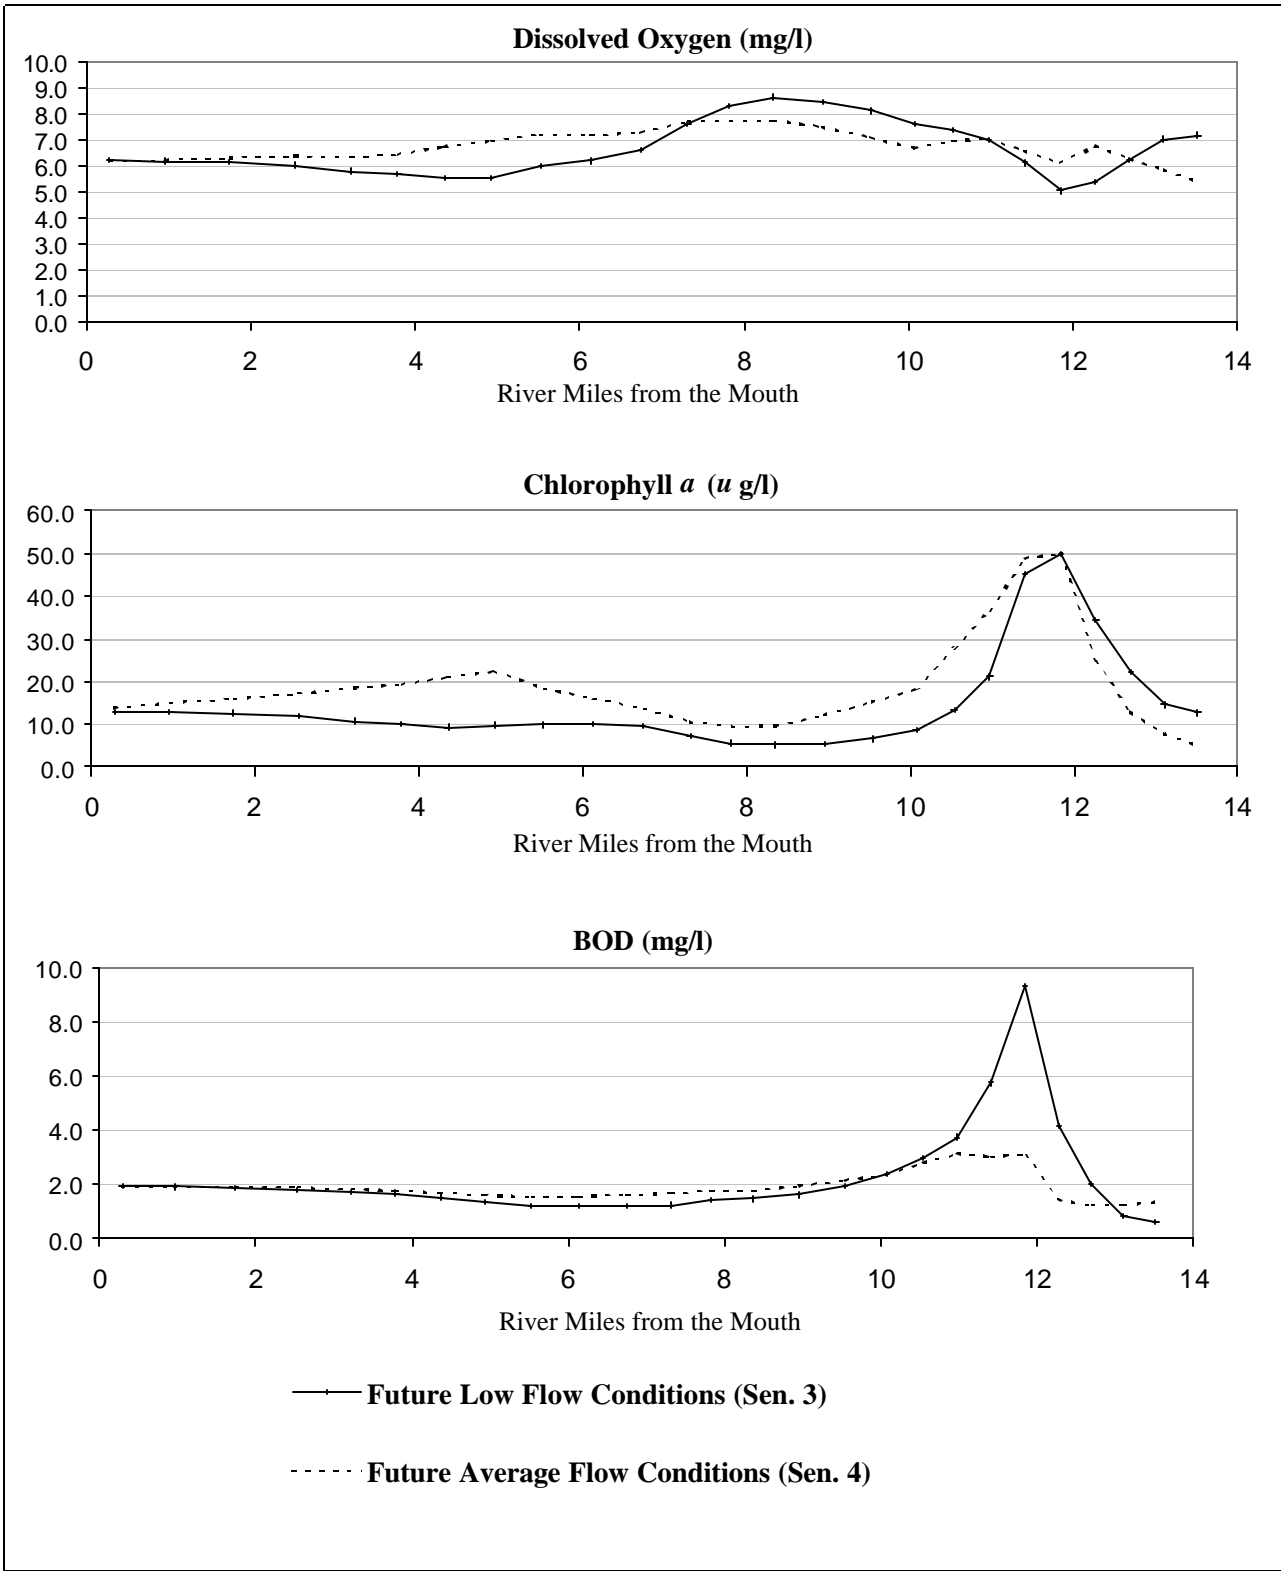 Dissolved Oxygen (mg/l)
10.0
9.0
8.0
7.0
6.0
5.0
4.0
3.0
2.0
1.0
0.0
0 2 4 6 8 10 12 14
River Miles from the Mouth
Chlorophyll a (u g/l)
60.0
50.0
40.0
30.0
20.0
10.0
0.0
0 2 4 6 8 10 12 14
River Miles from the Mouth
BOD (mg/l)
10.0
8.0
6.0
4.0
2.0
0.0
0 2 4 6 8 10 12 14
River Miles from the Mouth
Future Low Flow Conditions (Sen. 3)
Future Average Flow Conditions (Sen. 4)